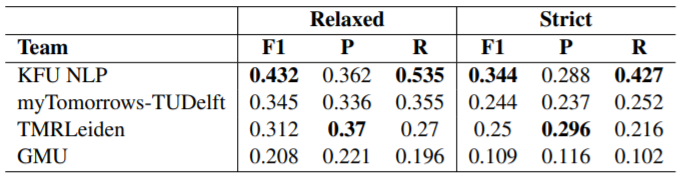 Relaxed Strict
Team F1 P R F1 P R
KFU NLP 0.432 0.362 0.535 0.344 0.288 0.427
myTomorrows-TUDelft 0.345 0.336 0.355 0.244 0.237 0.252
TMRLeiden 0.312 0.37 0.27 0.25 0.296 0.216
GMU 0.208 0.221 0.196 0.109 0.116 0.102